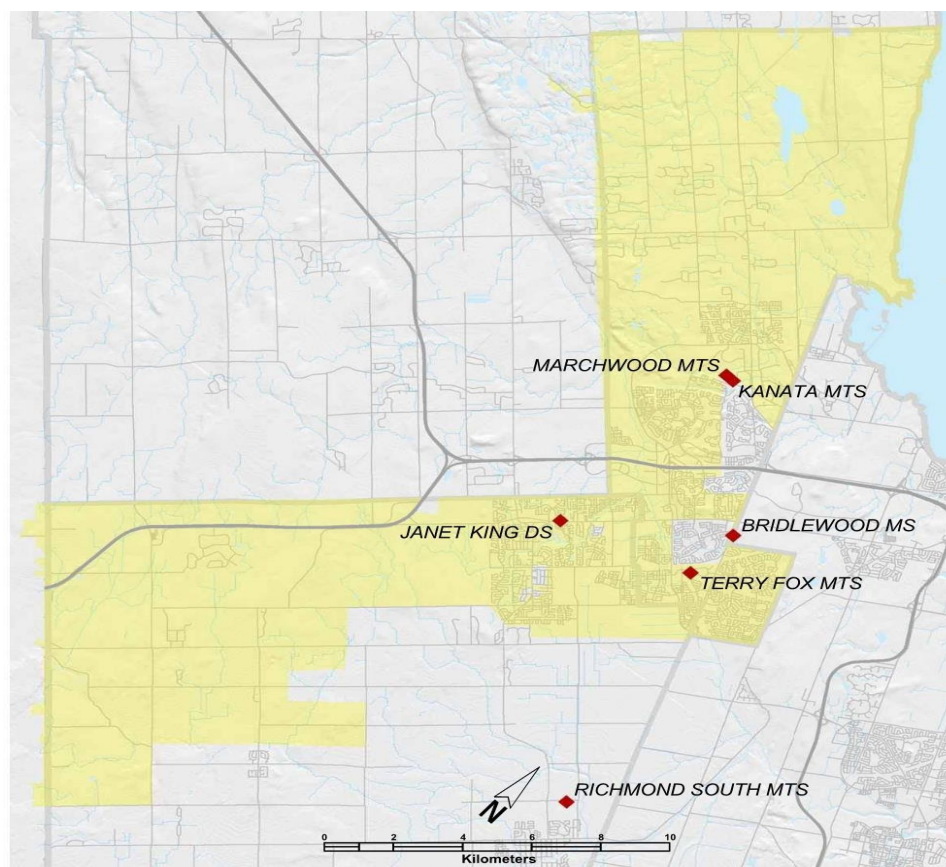 MARCHWOOD MTS
KANATA MTS
BRIDLEWOOD MS
JANET KING DS
TERRY FOX MTS
RICHMOND SOUTH MTS
N
0 2 4 6 8 10
Kilometers